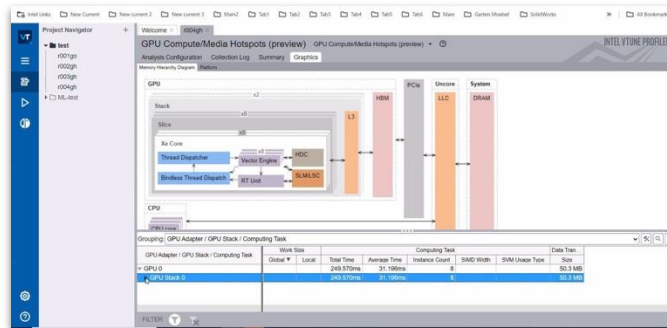 Intel Links New Current New current 2 New current 3 Main2 Tab1 Tab2 Tab3 Tab4 Tab5 Tab6 Main Garten Moebel SolidWorks » All Bookmarks
Project Navigator + Welcome × r004gh ×
VT
test
r001ge
r002gh
r003gh
r004gh
ML-test
GPU Compute/Media Hotspots (preview) GPU Compute/Media Hotspots (preview)
INTEL VTUNE PROFILER
Analysis Configuration Collection Log Summary Graphics
Memory Hierarchy Diagram Platform
GPU PCIe Uncore System
x2
Stack HBM LLC DRAM
x8
Slice L3
x8
Xe Core
x8
Thread Dispatcher Vector Engine HDC
Bindless Thread Dispatch RT Unit SLM/LSC
CPU
CPU core
Grouping: GPU Adapter / GPU Stack / Computing Task
GPU Adapter / GPU Stack / Computing Task Work Size Computing Task Data Tran...
Global Local Total Time Average Time Instance Count SIMD Width SVM Usage Type Size
GPU 0 249.570ms 31.196ms 8 50.3 MB
GPU Stack 0 249.570ms 31.196ms 8 50.3 MB
FILTER